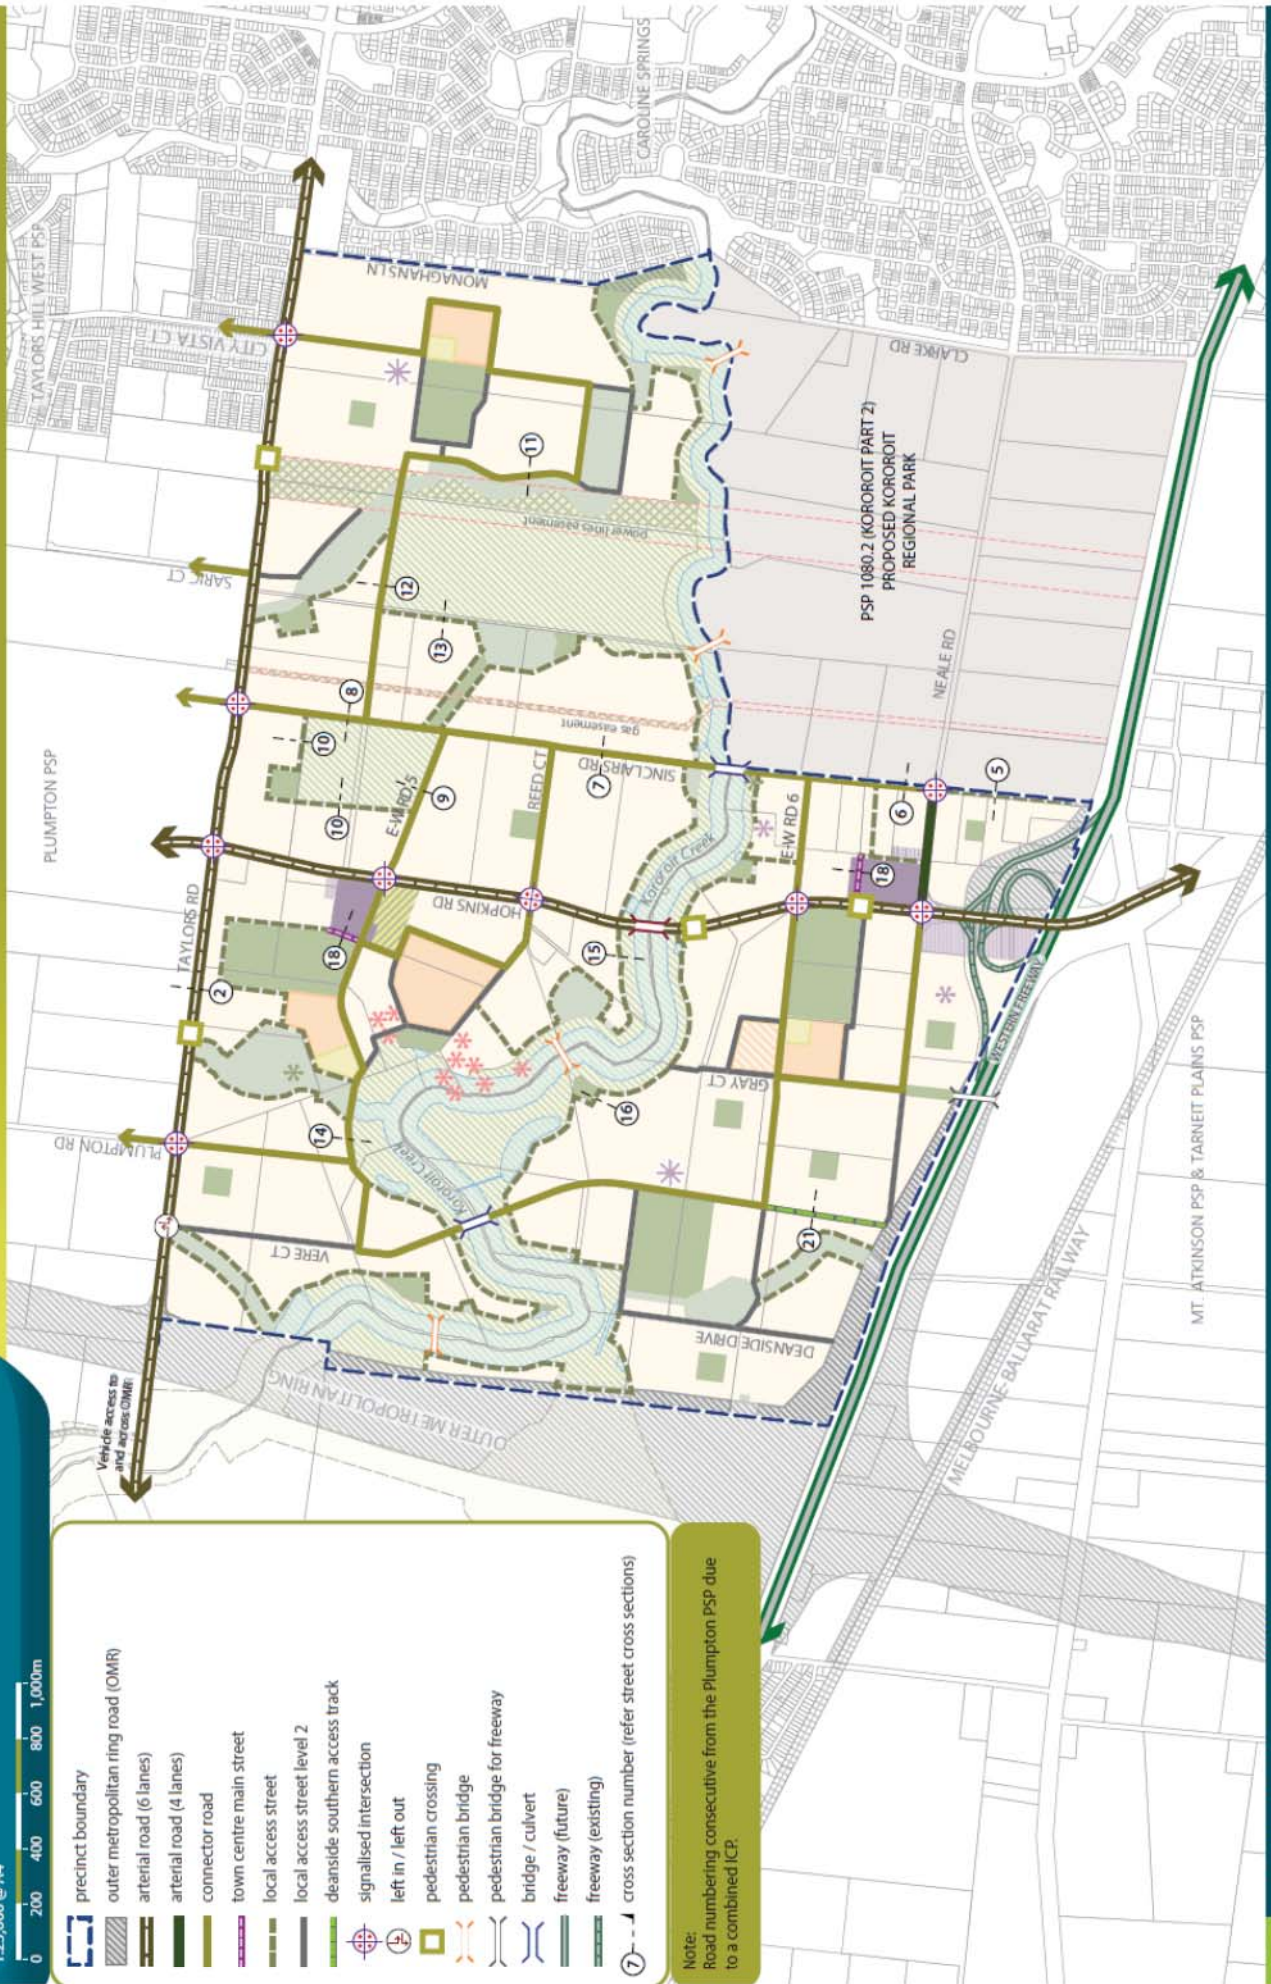 0 200 400 600 800 1,000m
precinct boundary
outer metropolitan ring road (OMR)
arterial road (6 lanes)
arterial road (4 lanes)
connector road
town centre main street
local access street
local access street level 2
deanside southern access track
signalised intersection
left in / left out
pedestrian crossing
pedestrian bridge
pedestrian bridge for freeway
bridge / culvert
freeway (future)
freeway (existing)
7 cross section number (refer street cross sections)
Note:
Road numbering consecutive from the Plumpton PSP due
to a combined ICP.
Vehicle access to
and across OMR
PLUMPTON PSP
TAYLORS HILL WEST PSP
CAROLINE SPRINGS
PLUMPTON RD
TAYLORS RD
SARIC CT
CITY VISTA CT
MONAGHANS LN
VERE CT
OUTER METROPOLITAN RING
2
14
18
10
10
8
9
E-W RD 5
12
13
11
HOPKINS RD
REED CT
7
SINCLAIRS RD
gas easement
power lines easement
Kororoit Creek
Kororoit Creek
15
16
GRAY CT
E-W RD 6
18
6
5
21
DEANSIDE DRIVE
WESTERN FREEWAY
NEALE RD
CLARKE RD
PSP 1080.2 (KOROROIT PART 2)
PROPOSED KOROROIT
REGIONAL PARK
MELBOURNE-BALLARAT RAILWAY
MT. ATKINSON PSP & TARNEIT PLAINS PSP